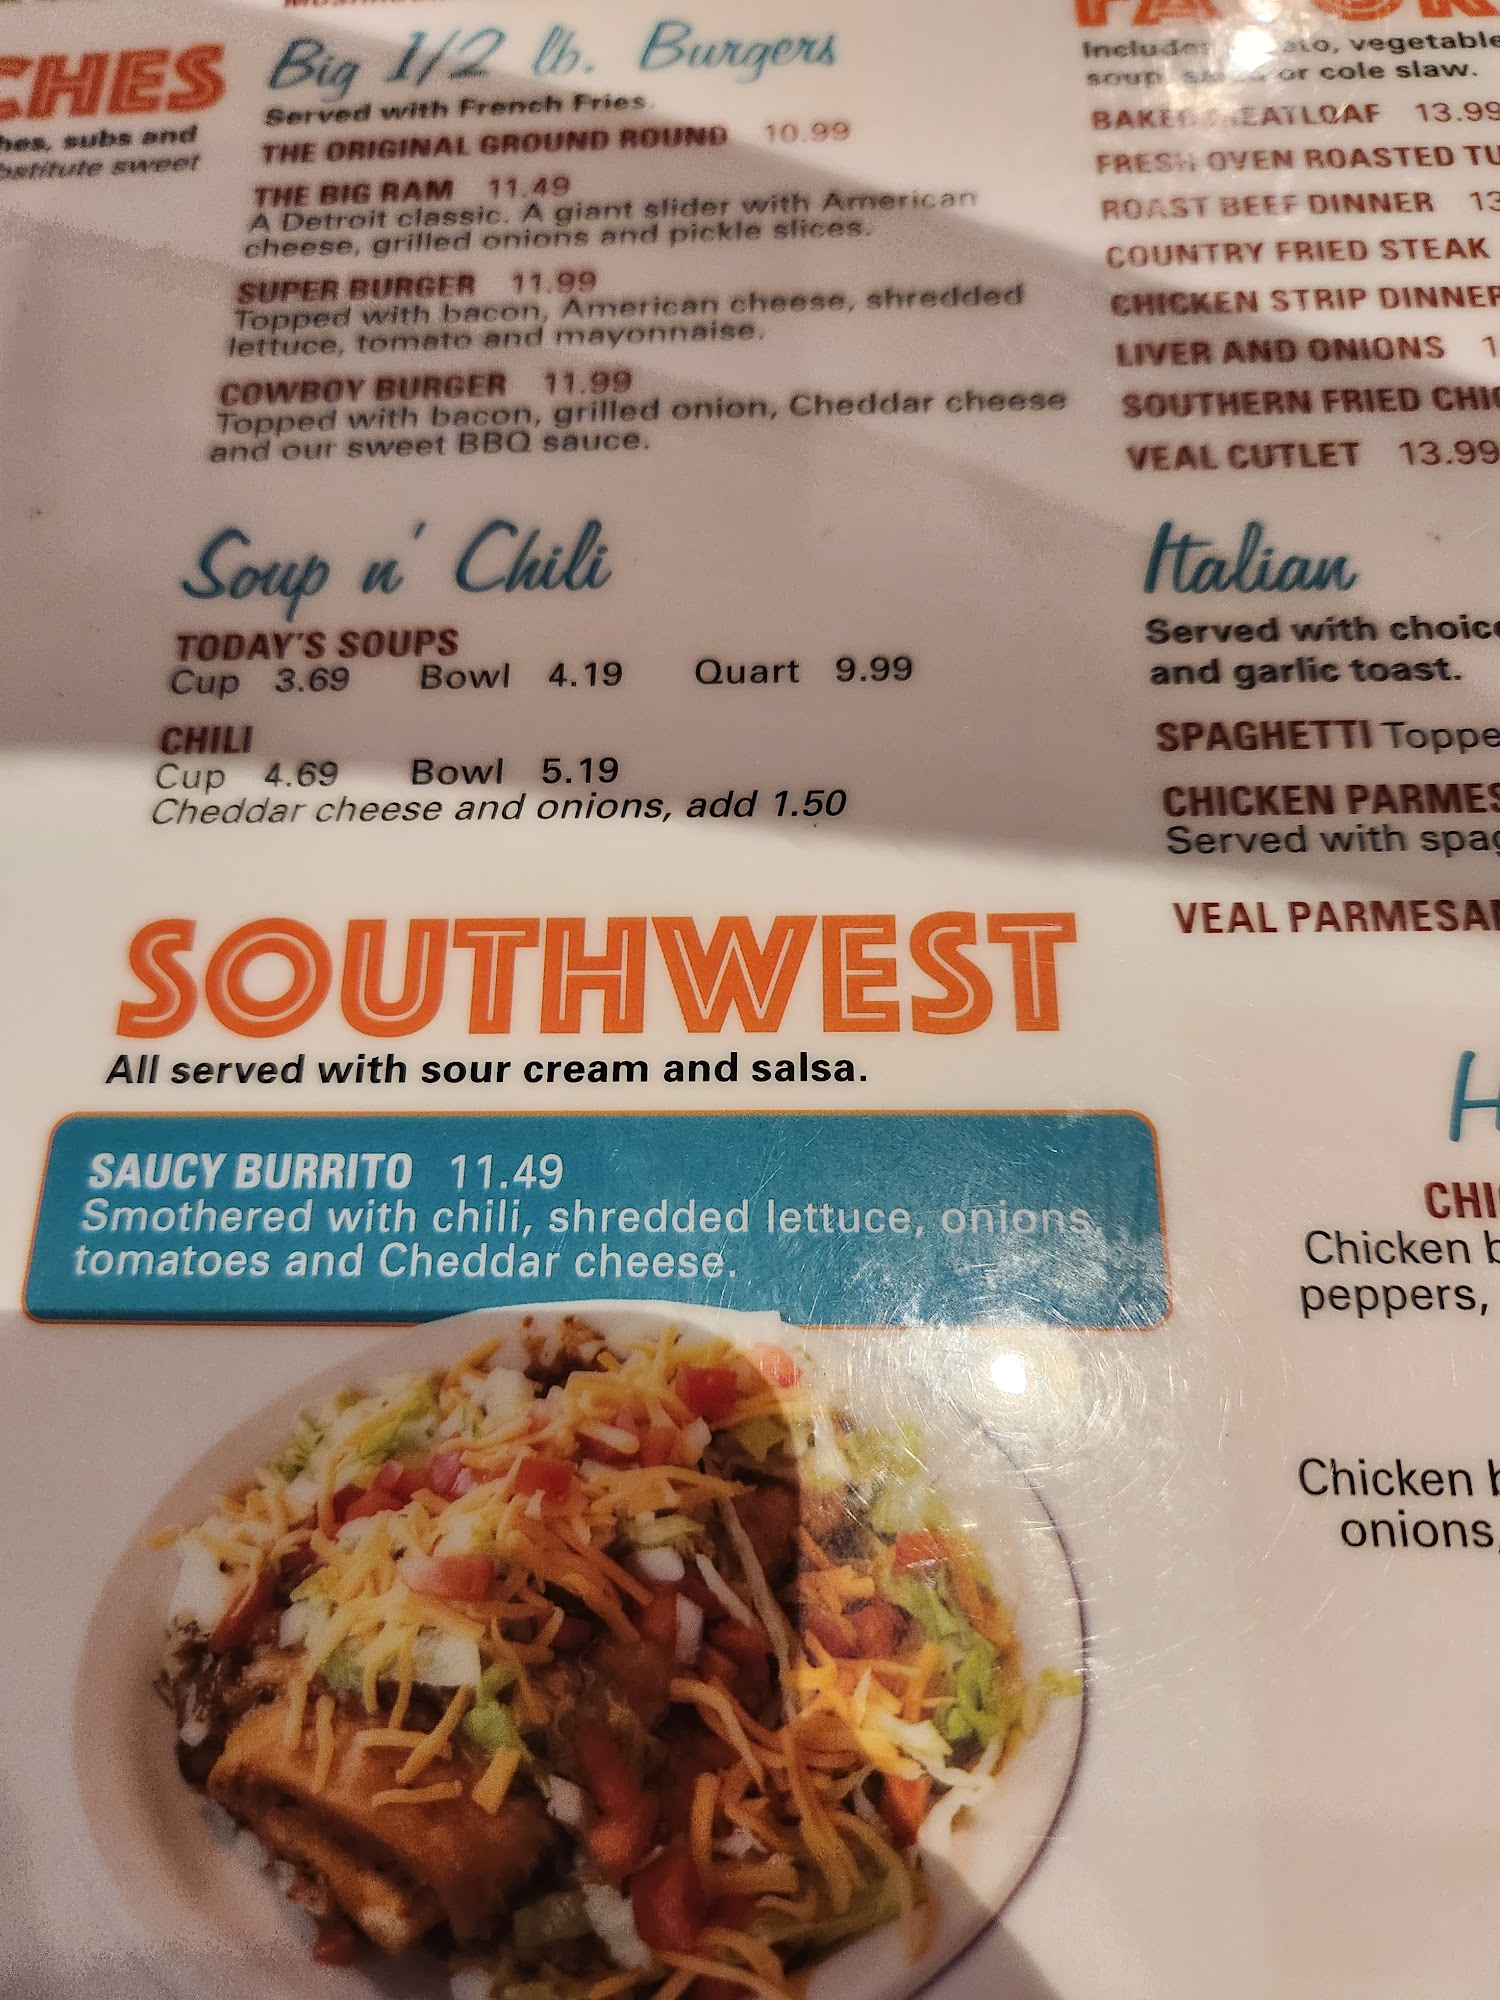 CHES
hes, subs and
bstitute sweet
Big 1/2 lb. Burgers
Served with French Fries.
THE ORIGINAL GROUND ROUND 10.99
THE BIG RAM 11.49
A Detroit classic. A giant slider with American
cheese, grilled onions and pickle slices.
SUPER BURGER 11.99
Topped with bacon, American cheese, shredded
lettuce, tomato and mayonnaise.
COWBOY BURGER 11.99
Topped with bacon, grilled onion, Cheddar cheese
and our sweet BBQ sauce.
Soup n' Chili
TODAY'S SOUPS
Cup 3.69 Bowl 4.19 Quart 9.99
CHILI
Cup 4.69 Bowl 5.19
Cheddar cheese and onions, add 1.50
SOUTHWEST
All served with sour cream and salsa.
SAUCY BURRITO 11.49
Smothered with chili, shredded lettuce, onions,
tomatoes and Cheddar cheese.
vegetable
soup, or cole slaw.
BAKED MEATLOAF 13.99
FRESH OVEN ROASTED TU
ROAST BEEF DINNER 13
COUNTRY FRIED STEAK
CHICKEN STRIP DINNER
LIVER AND ONIONS 1
SOUTHERN FRIED CHIC
VEAL CUTLET 13.99
Italian
Served with choice
and garlic toast.
SPAGHETTI Toppe
CHICKEN PARMES
Served with spag
VEAL PARMESAN
H
CHI
Chicken b
peppers,
Chicken b
onions,